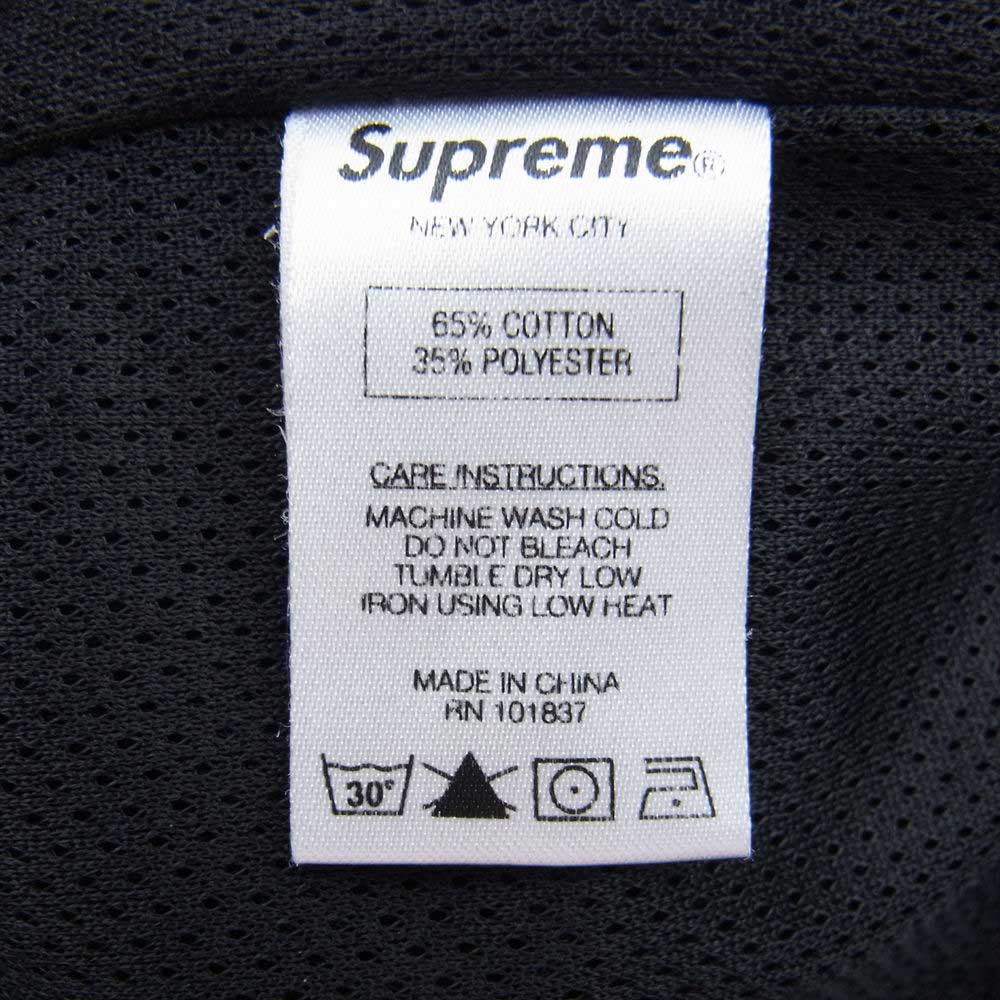 Supreme®
NEW YORK CITY
65% COTTON
35% POLYESTER
CARE INSTRUCTIONS.
MACHINE WASH COLD
DO NOT BLEACH
TUMBLE DRY LOW
IRON USING LOW HEAT
MADE IN CHINA
RN 101837
30°